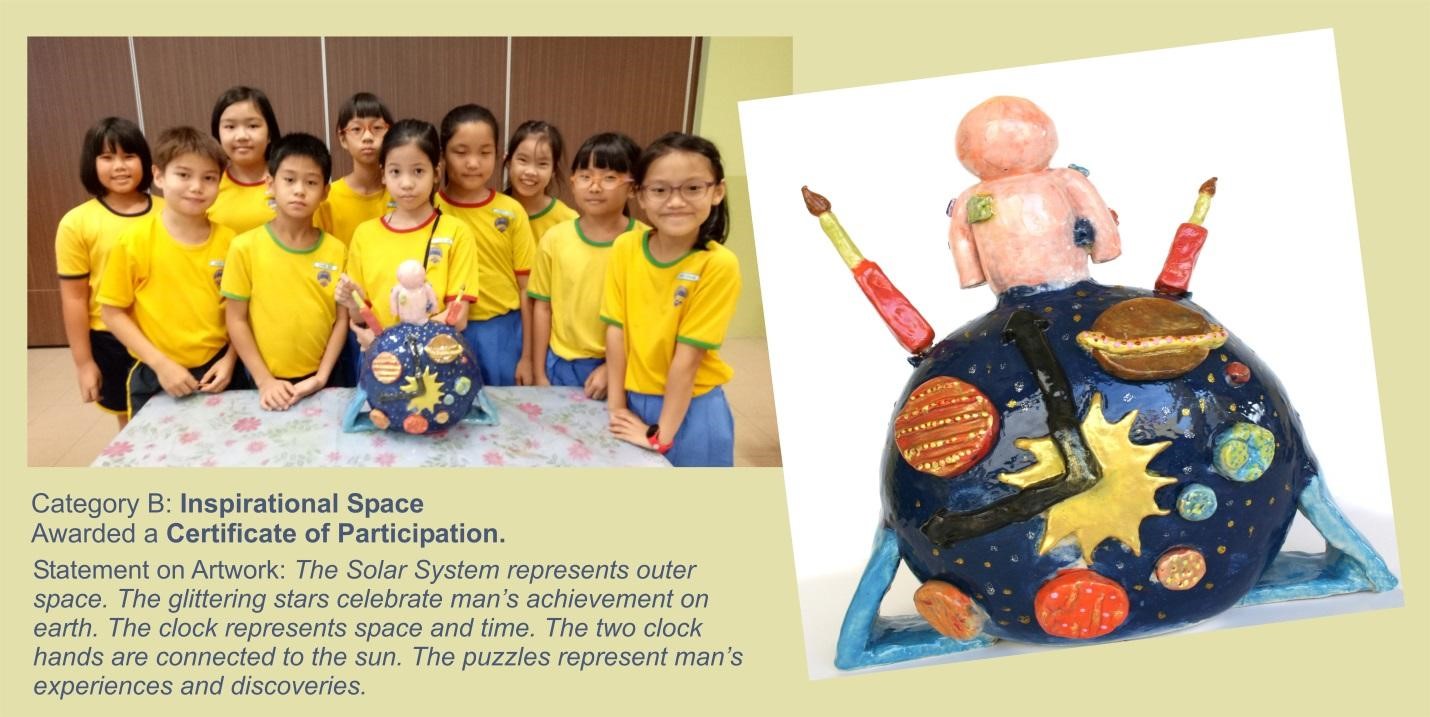 Category B: Inspirational Space
Awarded a Certificate of Participation.
Statement on Artwork: The Solar System represents outer
space. The glittering stars celebrate man’s achievement on
earth. The clock represents space and time. The two clock
hands are connected to the sun. The puzzles represent man’s
experiences and discoveries.